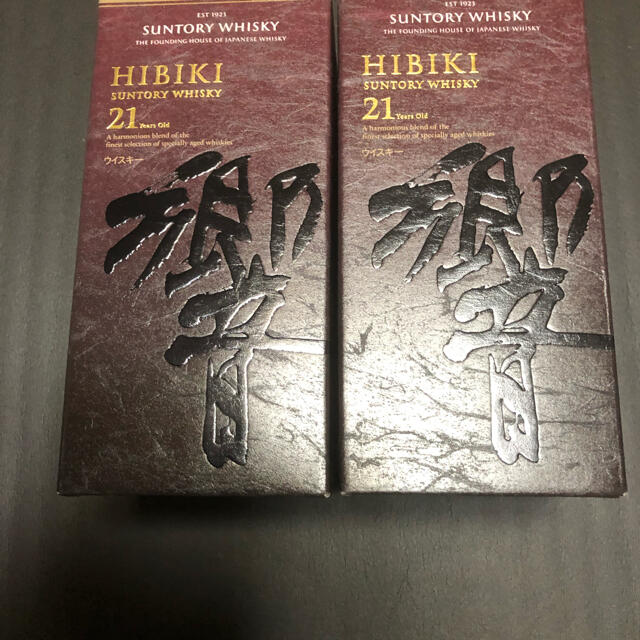 EST 1923
SUNTORY WHISKY
THE FOUNDING HOUSE OF JAPANESE WHISKY
HIBIKI
SUNTORY WHISKY
21 Years Old
A harmonious blend of the
finest selection of specially aged whiskies
ウイスキー
響
EST 1923
SUNTORY WHISKY
THE FOUNDING HOUSE OF JAPANESE WHISKY
HIBIKI
SUNTORY WHISKY
21 Years Old
A harmonious blend of the
finest selection of specially aged whiskies
ウイスキー
響